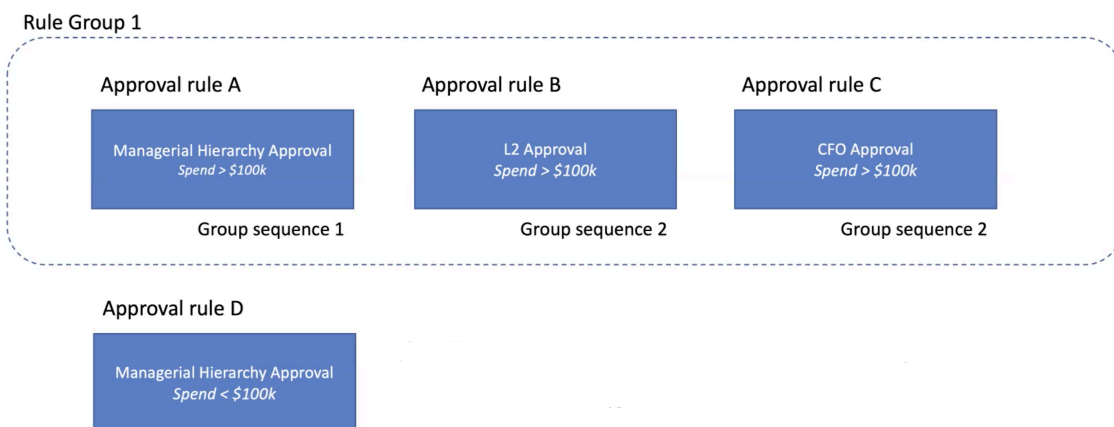 Rule Group 1
Approval rule A
Approval rule B
Approval rule C
Managerial Hierarchy Approval
Spend > $100k
L2 Approval
Spend > $100k
CFO Approval
Spend > $100k
Group sequence 1
Group sequence 2
Group sequence 2
Approval rule D
Managerial Hierarchy Approval
Spend < $100k